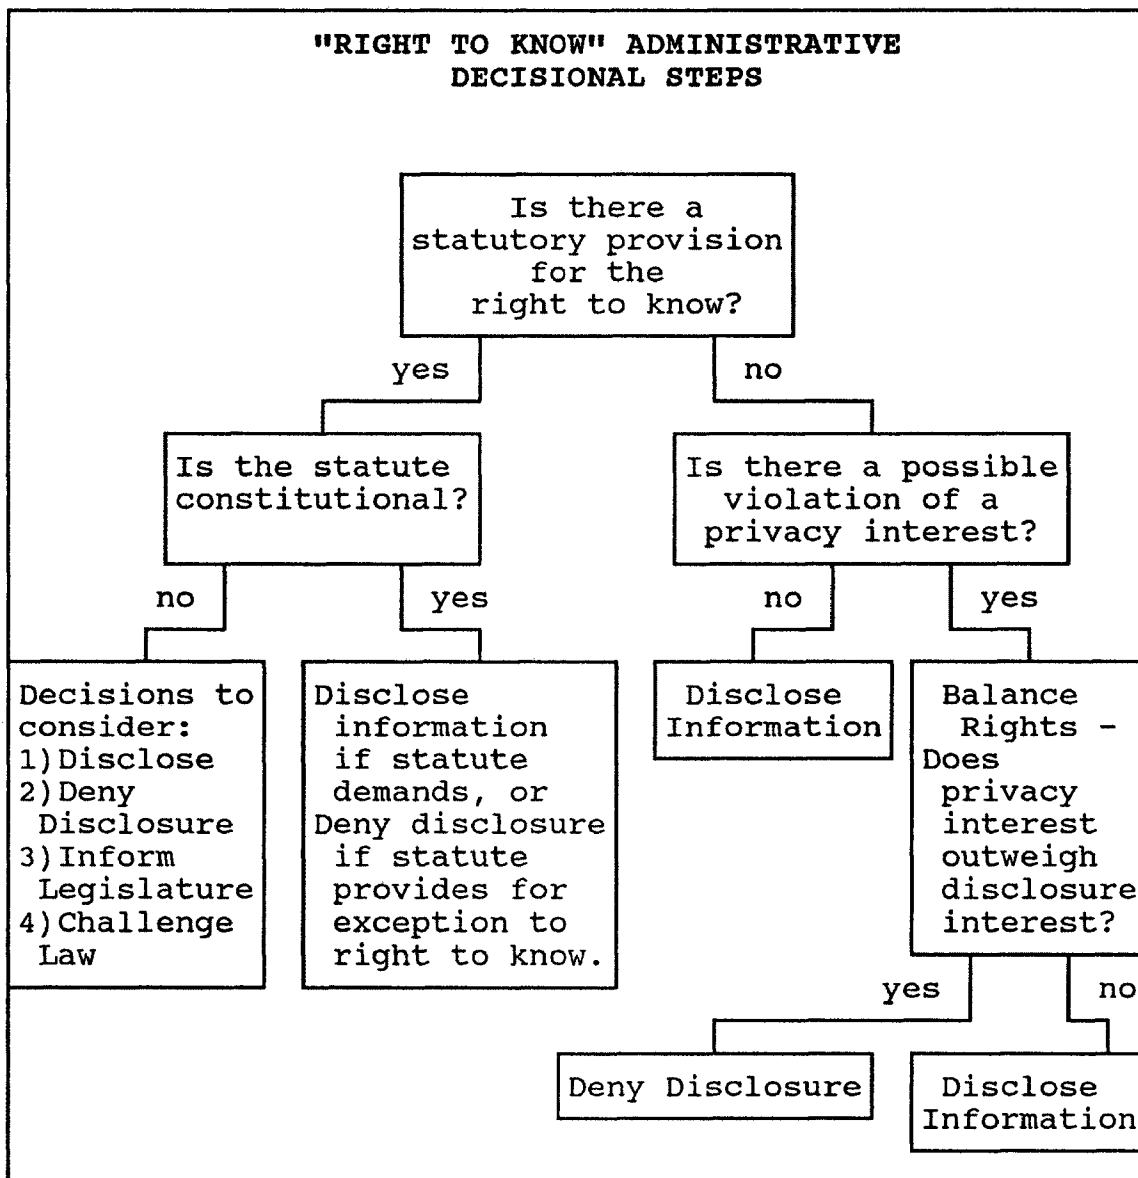 "RIGHT TO KNOW" ADMINISTRATIVE
DECISIONAL STEPS
Is there a
statutory provision
for the
right to know?
yes
no
Is the statute
constitutional?
Is there a possible
violation of a
privacy interest?
no
yes
no
yes
Decisions to
consider:
1)Disclose
2)Deny
Disclosure
3)Inform
Legislature
4)Challenge
Law
Disclose
information
if statute
demands, or
Deny disclosure
if statute
provides for
exception to
right to know.
Disclose
Information
Balance
Rights -
Does
privacy
interest
outweigh
disclosure
interest?
yes
no
Deny Disclosure
Disclose
Information